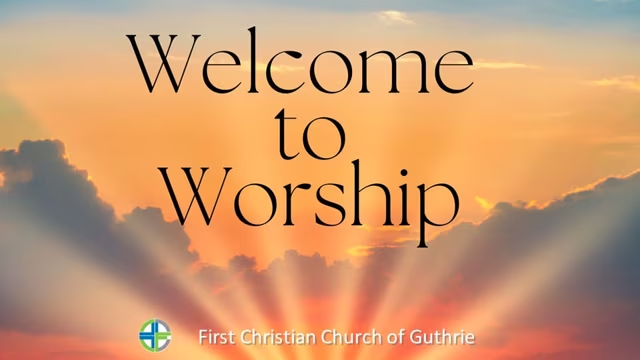 Welcome
to
Worship
First Christian Church of Guthrie